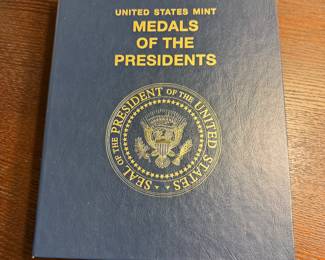 UNITED STATES MINT
MEDALS
OF THE
PRESIDENTS
SEAL OF THE PRESIDENT OF THE UNITED STATES